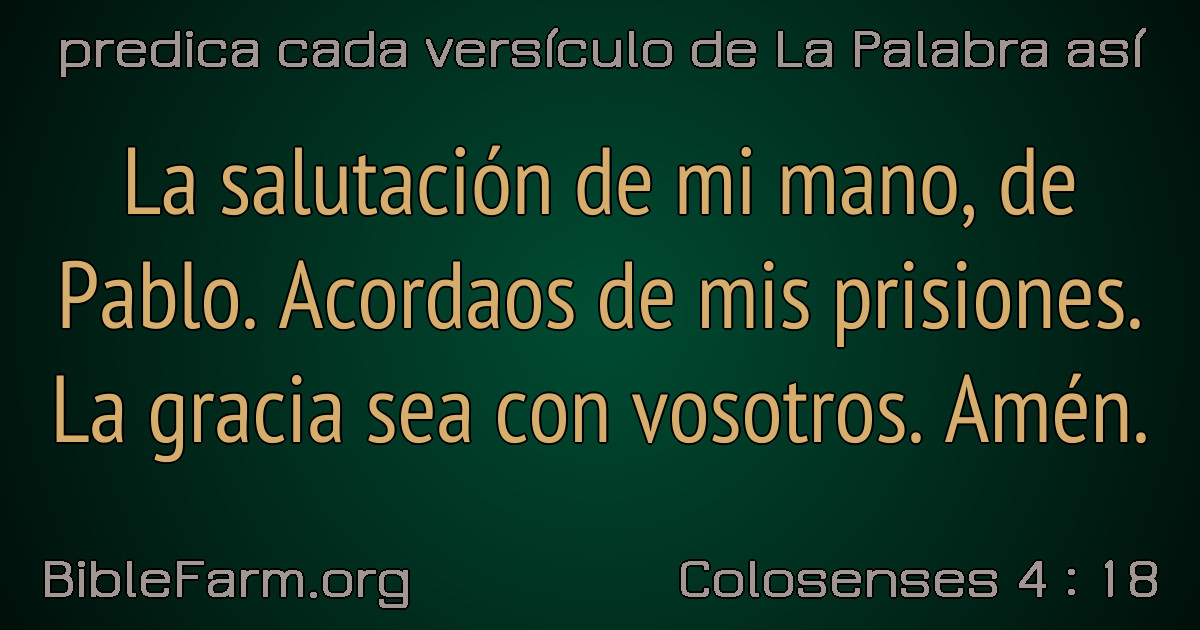 predica cada versículo de La Palabra así
La salutación de mi mano, de
Pablo. Acordaos de mis prisiones.
La gracia sea con vosotros. Amén.
BibleFarm.org
Colosenses 4 : 18